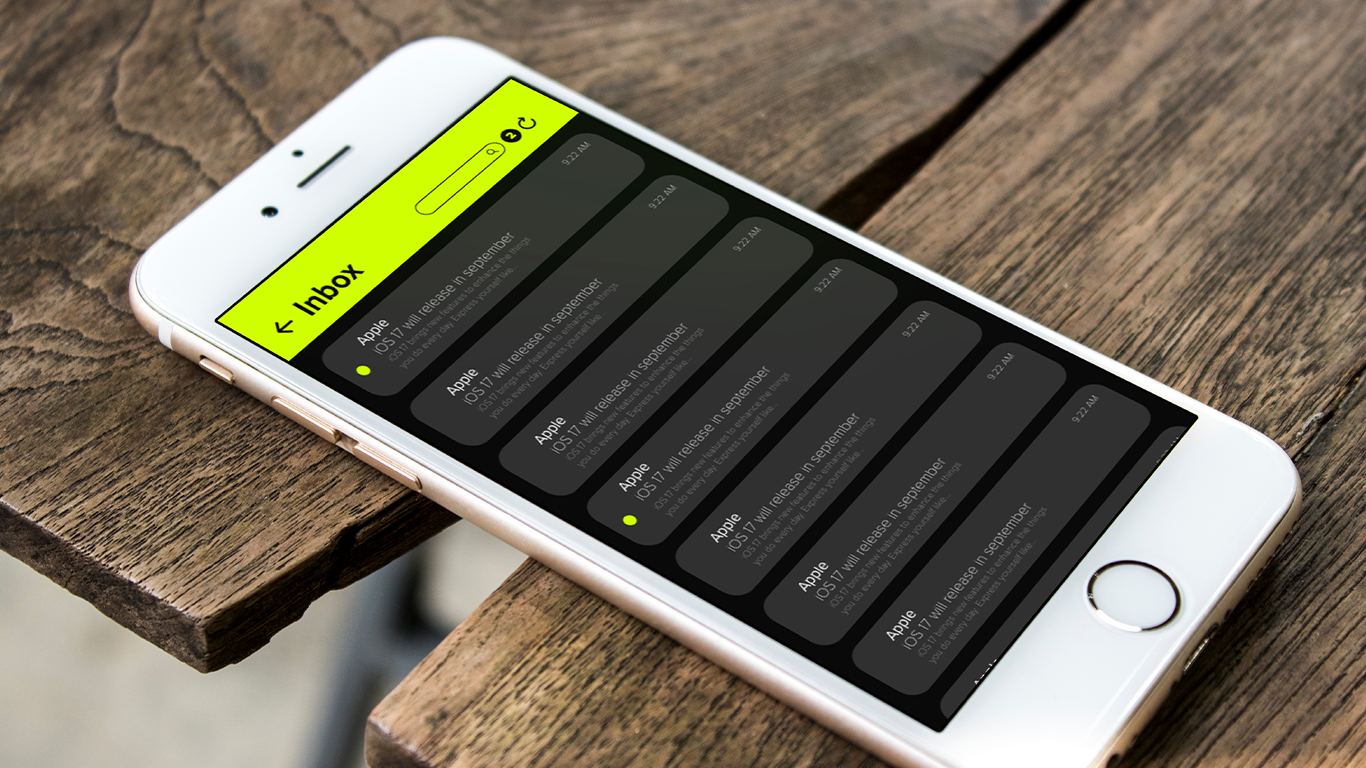 Inbox
2
Apple
9:22 AM
iOS 17 will release in september
iOS 17 brings new features to enhance the things
you do every day. Express yourself like...
Apple
9:22 AM
iOS 17 will release in september
iOS 17 brings new features to enhance the things
you do every day. Express yourself like...
Apple
9:22 AM
iOS 17 will release in september
iOS 17 brings new features to enhance the things
you do every day. Express yourself like...
Apple
9:22 AM
iOS 17 will release in september
iOS 17 brings new features to enhance the things
you do every day. Express yourself like...
Apple
9:22 AM
iOS 17 will release in september
iOS 17 brings new features to enhance the things
you do every day. Express yourself like...
Apple
9:22 AM
iOS 17 will release in september
iOS 17 brings new features to enhance the things
you do every day. Express yourself like...
Apple
9:22 AM
iOS 17 will release in september
iOS 17 brings new features to enhance the things
you do every day. Express yourself like...